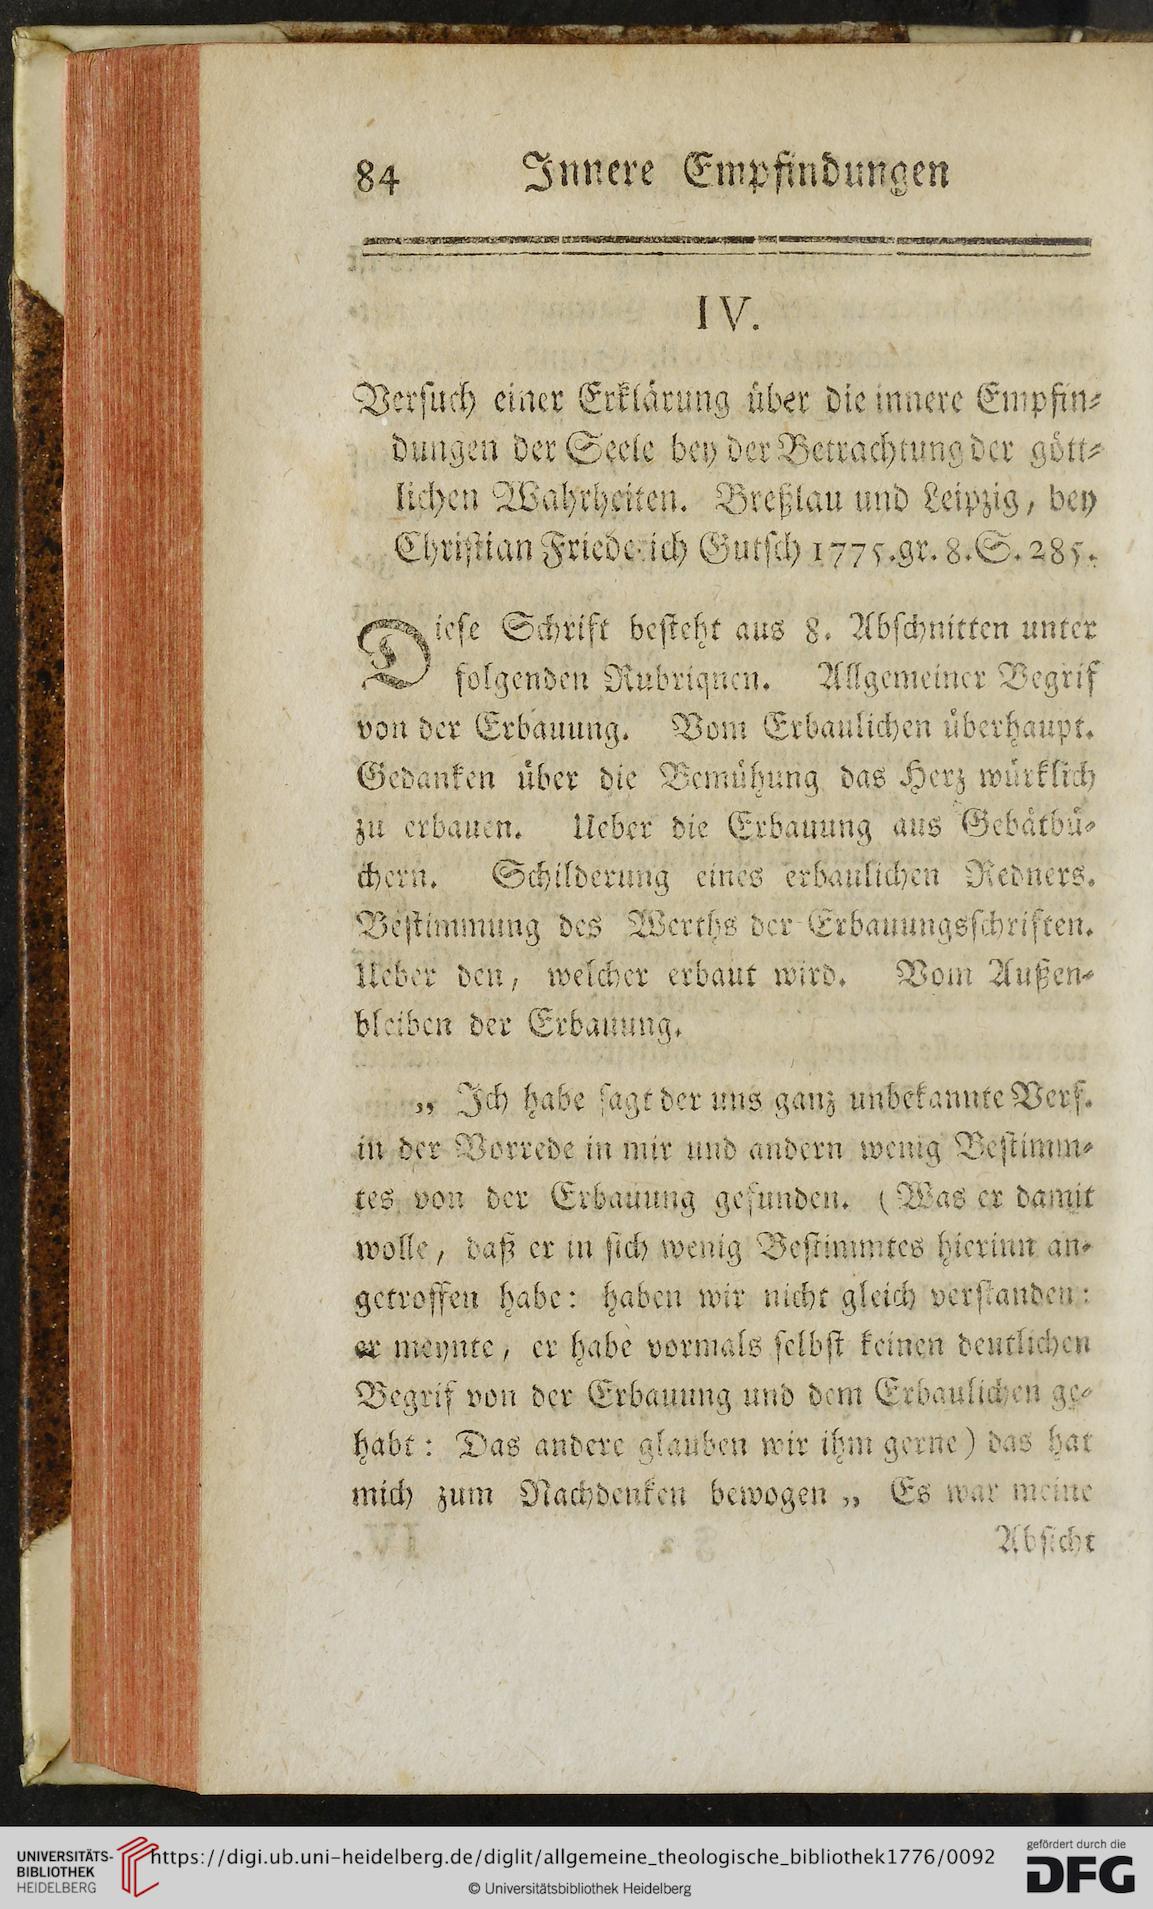 84 Innere Empfindungen
IV.
Versuch einer Erklärung über die innere Empfin-
dungen der Seele bey der Betrachtung der gött-
lichen Wahrheiten. Breßlau und Leipzig, bey
Christian Friederich Gutsch 1775. gr. 8. S. 285.
Diese Schrift besteht aus 8. Abschnitten unter
folgenden Rubriquen. Allgemeiner Begrif
von der Erbauung. Vom Erbaulichen überhaupt.
Gedanken über die Bemühung das Herz würklich
zu erbauen. Ueber die Erbauung aus Gebätbü-
chern. Schilderung eines erbaulichen Redners.
Bestimmung des Werths der Erbauungsschriften.
Ueber den, welcher erbaut wird. Vom Außen-
bleiben der Erbauung.
„ Ich habe sagt der uns ganz unbekannte Verf.
in der Vorrede in mir und andern wenig Bestimm-
tes von der Erbauung gefunden. (Was er damit
wolle, daß er in sich wenig Bestimmtes hierinn an-
getroffen habe: haben wir nicht gleich verstanden:
er meynte, er habe vormals selbst keinen deutlichen
Begrif von der Erbauung und dem Erbaulichen ge-
habt: Das andere glauben wir ihm gerne) das hat
mich zum Nachdenken bewogen „ Es war meine
Absicht
UNIVERSITÄTS-
BIBLIOTHEK
HEIDELBERG
https://digi.ub.uni-heidelberg.de/diglit/allgemeine_theologische_bibliothek1776/0092
© Universitätsbibliothek Heidelberg
gefördert durch die
DFG